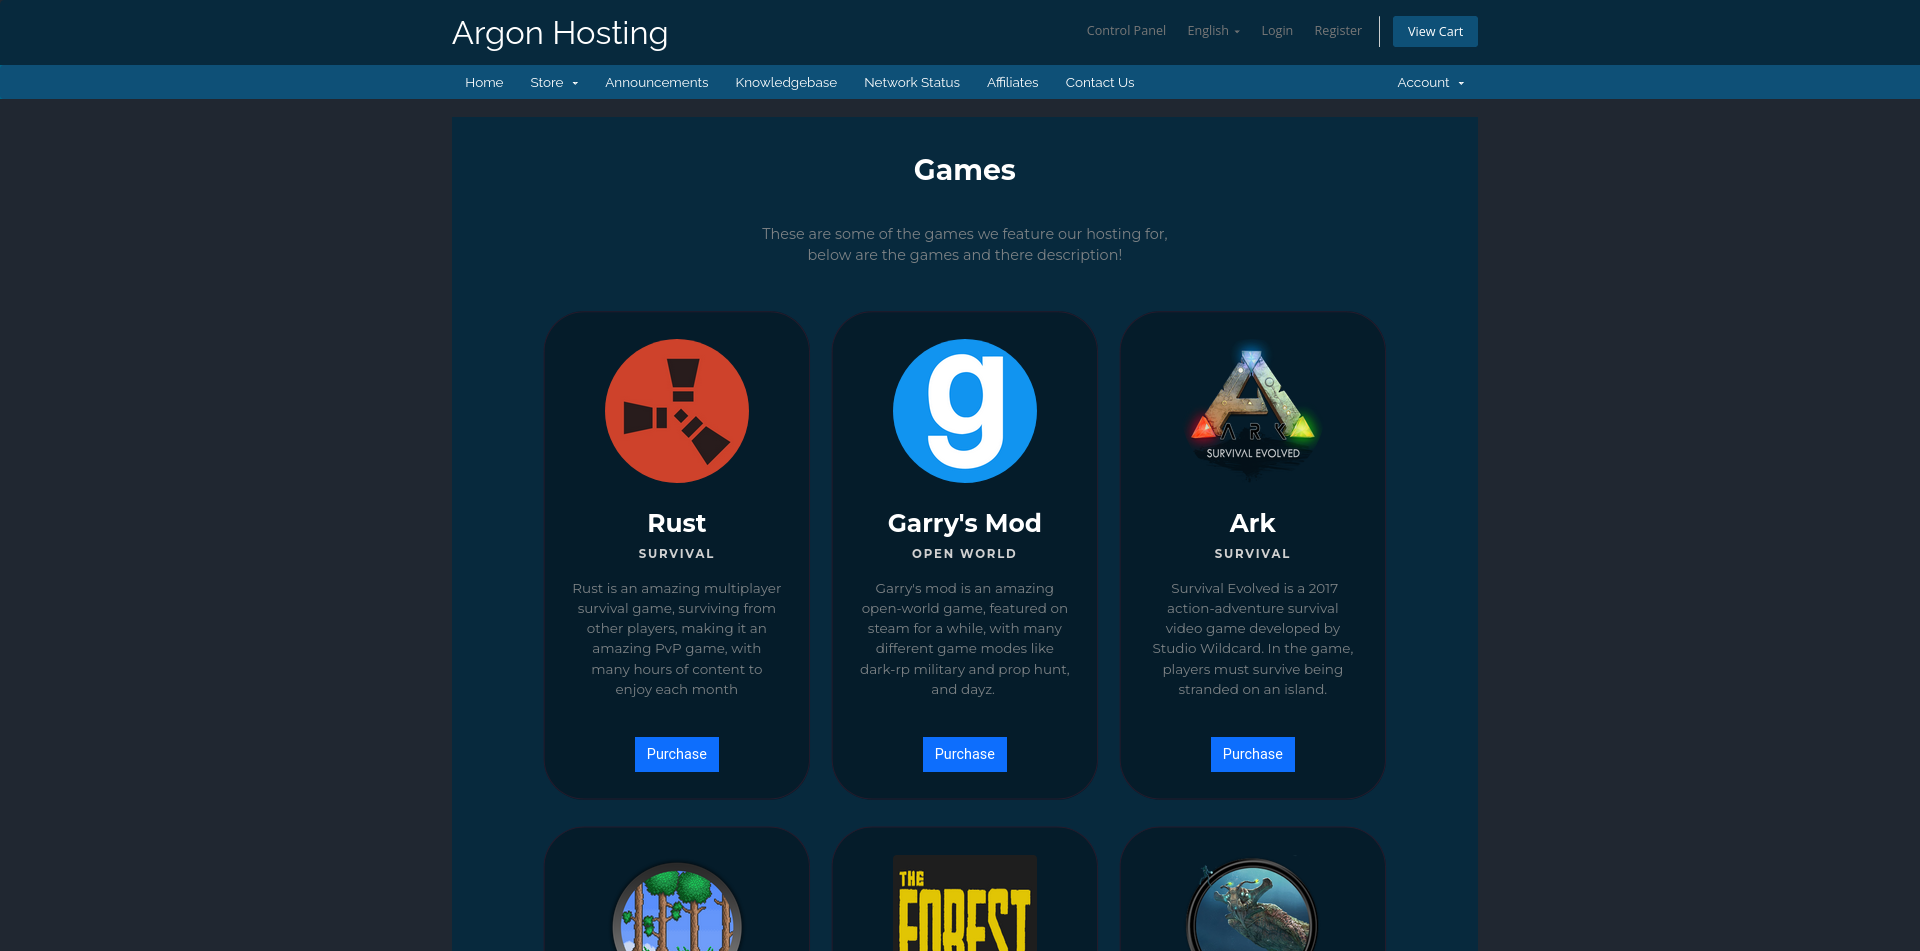 Argon Hosting
Control Panel English Login Register View Cart
Home Store Announcements Knowledgebase Network Status Affiliates Contact Us Account
Games
These are some of the games we feature our hosting for,
below are the games and there description!
g
ARK
SURVIVAL EVOLVED
Rust
SURVIVAL
Rust is an amazing multiplayer
survival game, surviving from
other players, making it an
amazing PvP game, with
many hours of content to
enjoy each month
Purchase
Garry's Mod
OPEN WORLD
Garry's mod is an amazing
open-world game, featured on
steam for a while, with many
different game modes like
dark-rp military and prop hunt,
and dayz.
Purchase
Ark
SURVIVAL
Survival Evolved is a 2017
action-adventure survival
video game developed by
Studio Wildcard. In the game,
players must survive being
stranded on an island.
Purchase
THE
FOREST